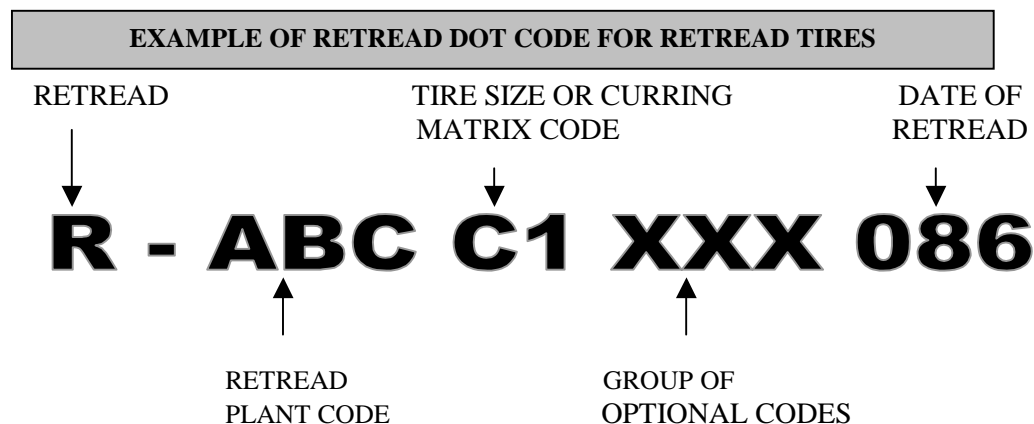 EXAMPLE OF RETREAD DOT CODE FOR RETREAD TIRES
RETREAD
TIRE SIZE OR CURRING
MATRIX CODE
DATE OF
RETREAD
R - ABC C1 XXX 086
RETREAD
PLANT CODE
GROUP OF
OPTIONAL CODES